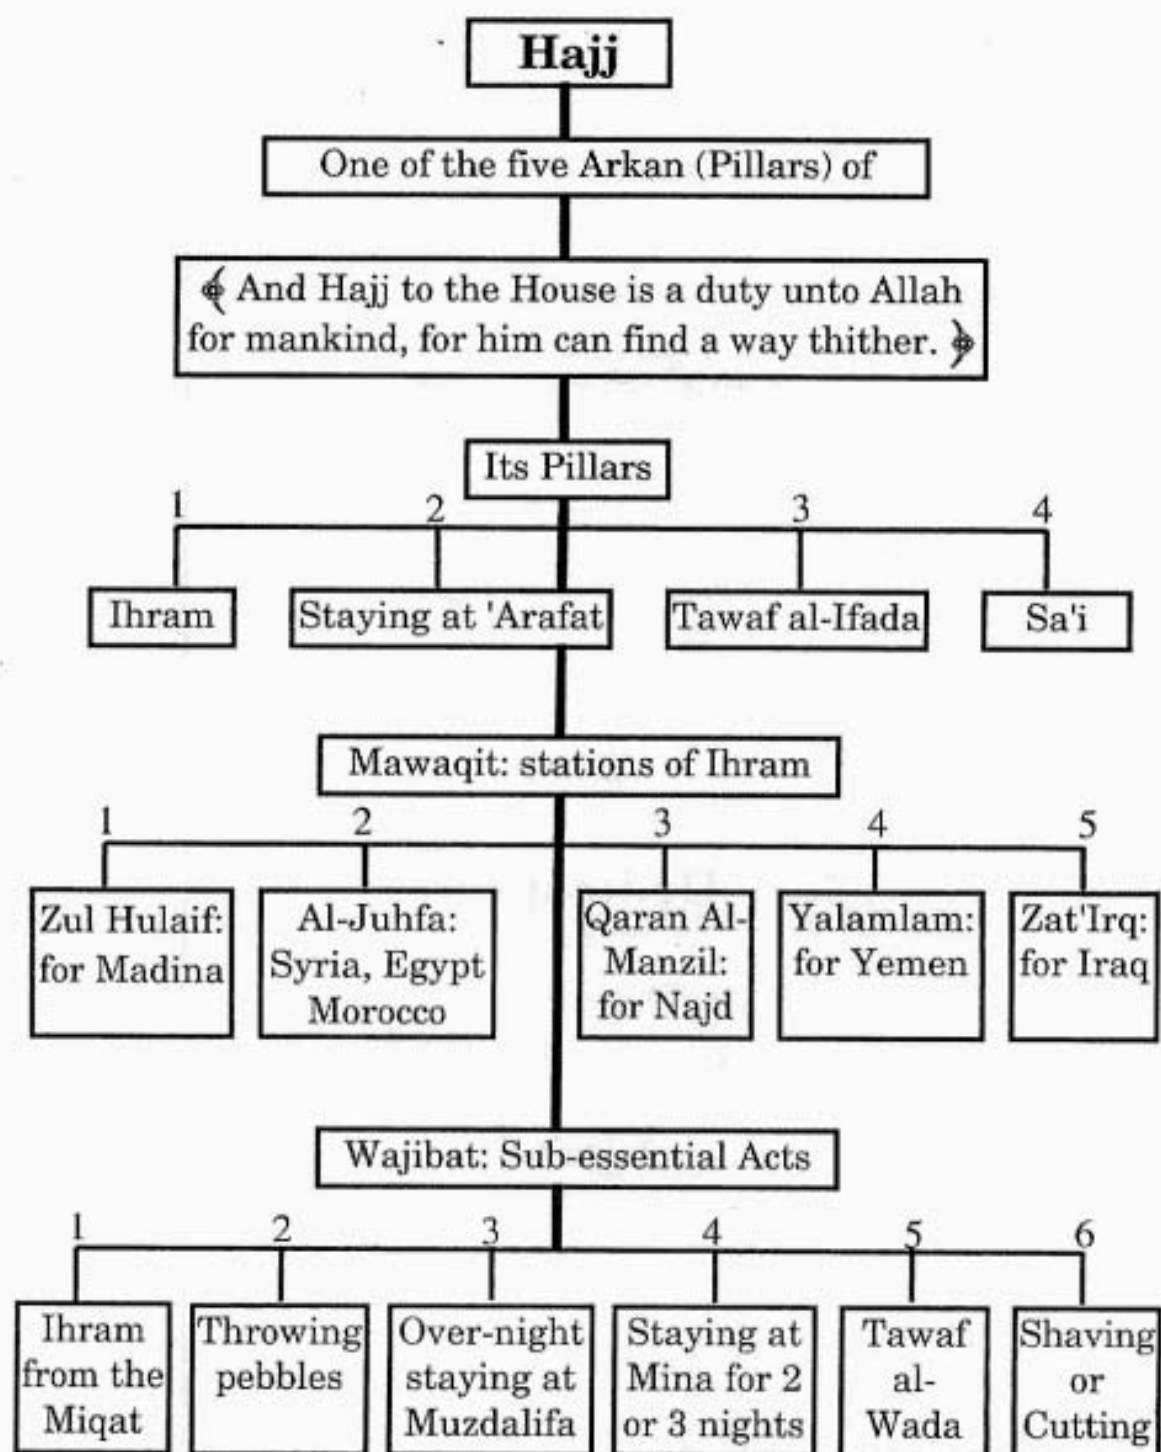 Hajj
One of the five Arkan (Pillars) of
And Hajj to the House is a duty unto Allah
for mankind, for him can find a way thither.
Its Pillars
1
2
3
4
Ihram
Staying at 'Arafat
Tawaf al-Ifada
Sa'i
Mawaqit: stations of Ihram
1
2
3
4
5
Zul Hulaif:
for Madina
Al-Juhfa:
Syria, Egypt
Morocco
Qaran Al-
Manzil:
for Najd
Yalamlam:
for Yemen
Zat'Irq:
for Iraq
Wajibat: Sub-essential Acts
1
2
3
4
5
6
Ihram
from the
Miqat
Throwing
pebbles
Over-night
staying at
Muzdalifa
Staying at
Mina for 2
or 3 nights
Tawaf
al-
Wada
Shaving
or
Cutting